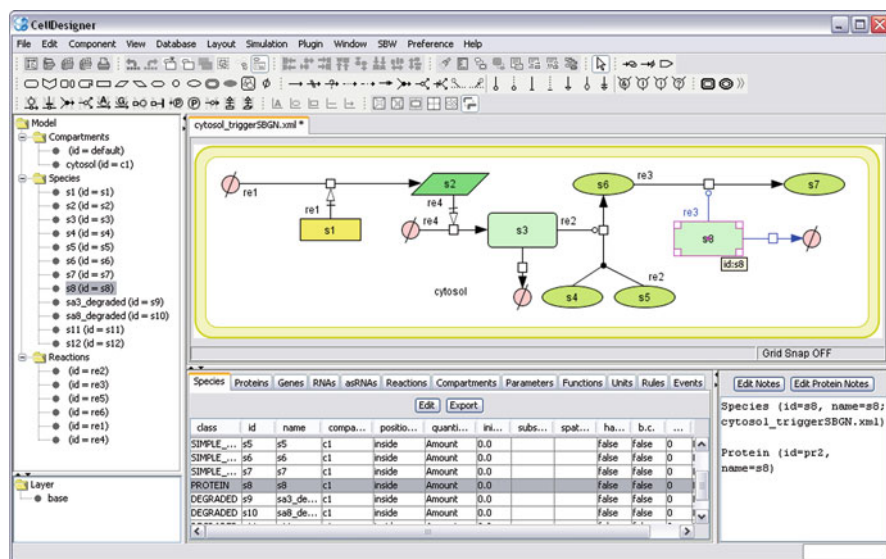 CellDesigner
File Edit Component View Database Layout Simulation Plugin Window SBW Preference Help
Model
Compartments
(id = default)
cytosol (id = c1)
Species
s1 (id = s1)
s2 (id = s2)
s3 (id = s3)
s4 (id = s4)
s5 (id = s5)
s6 (id = s6)
s7 (id = s7)
s8 (id = s8)
sa3_degraded (id = s9)
sa8_degraded (id = s10)
s11 (id = s11)
s12 (id = s12)
Reactions
(id = re2)
(id = re3)
(id = re5)
(id = re6)
(id = re1)
(id = re4)
Layer
base
cytosol_triggerSBGN.xml *
re1
s2
s6
re3
s7
re1
s1
re4
re4
s3
re2
re3
s8
id:s8
re2
s4
s5
cytosol
Grid Snap OFF
Species Proteins Genes RNAs asRNAs Reactions Compartments Parameters Functions Units Rules Events
Edit Export
class id name compa... positio... quanti... ini... subs... spat... ha... b.c. ...
SIMPLE_... s5 s5 c1 inside Amount 0.0 false false 0
SIMPLE_... s6 s6 c1 inside Amount 0.0 false false 0
SIMPLE_... s7 s7 c1 inside Amount 0.0 false false 0
PROTEIN s8 s8 c1 inside Amount 0.0 false false 0
DEGRADED s9 sa3_de... c1 inside Amount 0.0 false false 0
DEGRADED s10 sa8_de... c1 inside Amount 0.0 false false 0
Edit Notes Edit Protein Notes
Species (id=s8, name=s8;
cytosol_triggerSBGN.xml)
Protein (id=pr2,
name=s8)